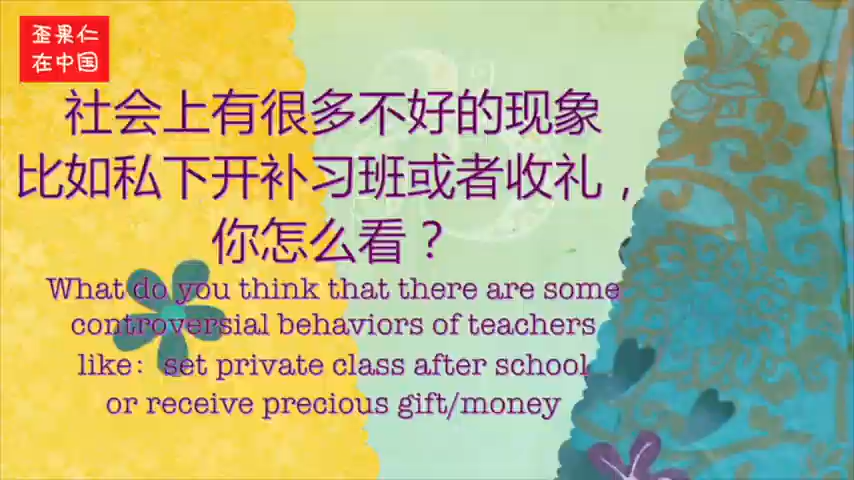 歪果仁
在中国
社会上有很多不好的现象
比如私下开补习班或者收礼，
你怎么看？
What do you think that there are some
controversial behaviors of teachers
like：set private class after school
or receive precious gift/money